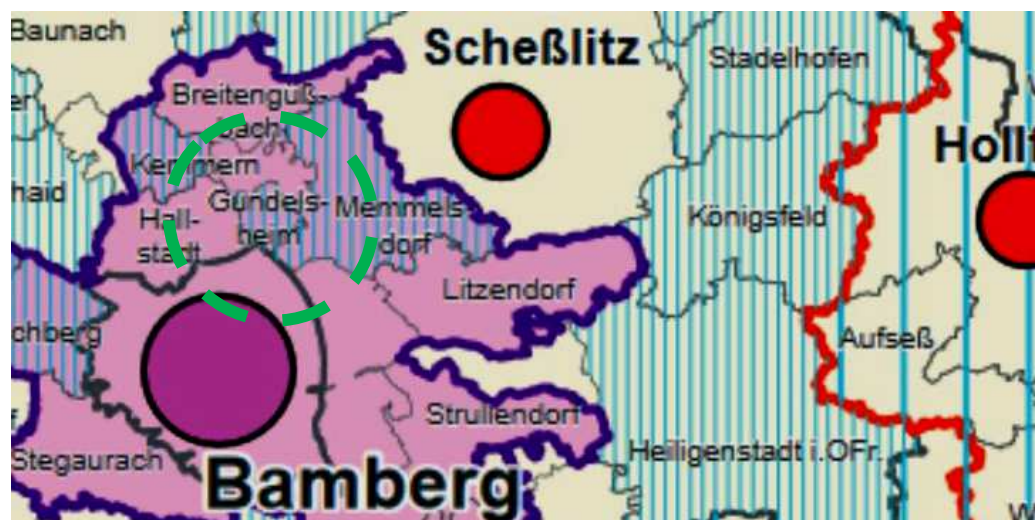 Baunach
Scheßlitz
Stadelhofen
Breitenguß-
bach
Hollf
Kemmern
haid
Gundels-
heim
Memmels-
dorf
Hall-
stadt
Königsfeld
Litzendorf
chberg
Aufseß
Strullendorf
Stegaurach
Heiligenstadt i.OFr.
Bamberg